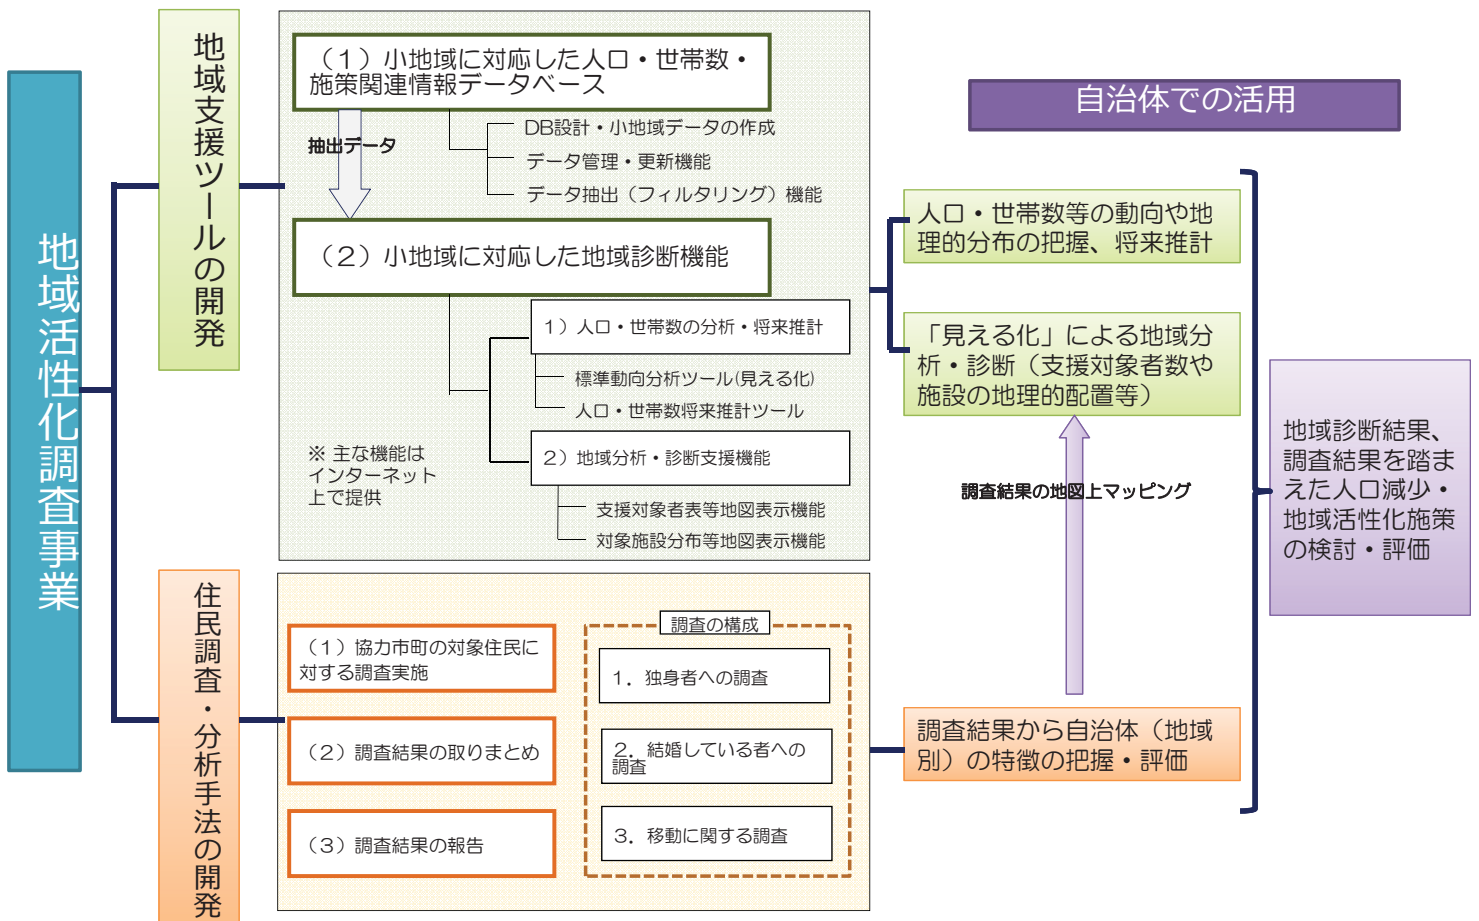 地域活性化調査事業
地域支援ツールの開発
（１）小地域に対応した人口・世帯数・
施策関連情報データベース
抽出データ
DB設計・小地域データの作成
データ管理・更新機能
データ抽出（フィルタリング）機能
（２）小地域に対応した地域診断機能
１）人口・世帯数の分析・将来推計
標準動向分析ツール(見える化)
人口・世帯数将来推計ツール
※ 主な機能は
インターネット
上で提供
２）地域分析・診断支援機能
支援対象者表等地図表示機能
対象施設分布等地図表示機能
住民調査・分析手法の開発
（１）協力市町の対象住民に
対する調査実施
（２）調査結果の取りまとめ
（３）調査結果の報告
調査の構成
１．独身者への調査
２．結婚している者への
調査
３．移動に関する調査
自治体での活用
人口・世帯数等の動向や地
理的分布の把握、将来推計
「見える化」による地域分
析・診断（支援対象者数や
施設の地理的配置等）
調査結果の地図上マッピング
調査結果から自治体（地域
別）の特徴の把握・評価
地域診断結果、
調査結果を踏ま
えた人口減少・
地域活性化施策
の検討・評価